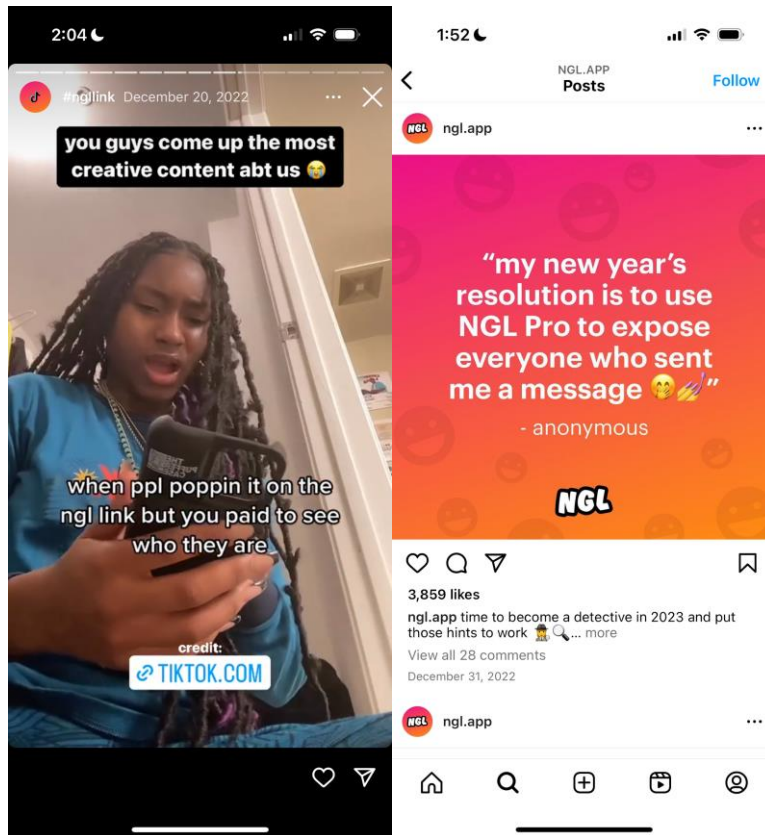 2:04
#ngllink December 20, 2022
you guys come up the most
creative content abt us 😭
when ppl poppin it on the
ngl link but you paid to see
who they are
credit:
TIKTOK.COM
1:52
NGL.APP
Posts
Follow
NGL ngl.app
“my new year’s
resolution is to use
NGL Pro to expose
everyone who sent
me a message 🤭💅”
- anonymous
NGL
3,859 likes
ngl.app time to become a detective in 2023 and put
those hints to work 🕵️🔍... more
View all 28 comments
December 31, 2022
NGL ngl.app